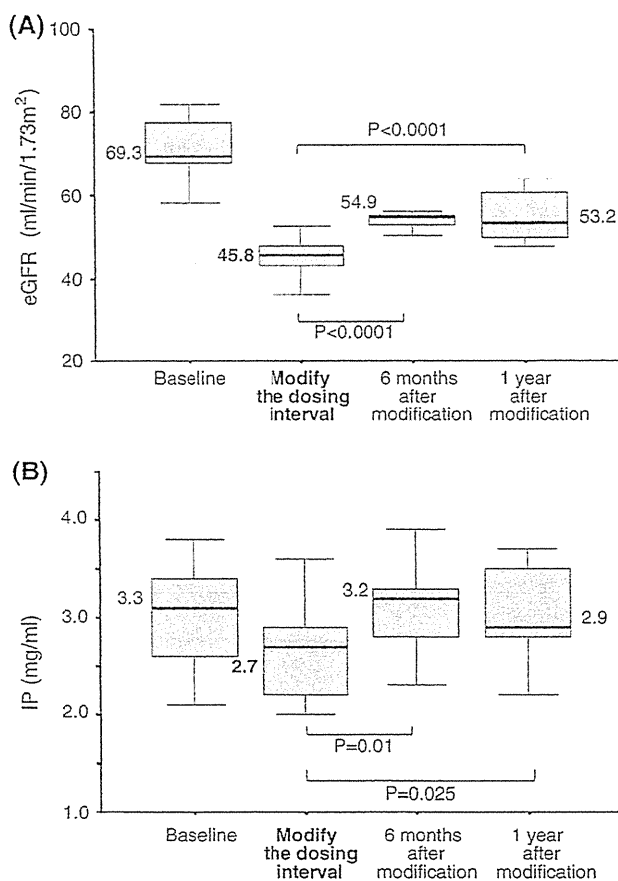 (A)
100
80
60
40
20
eGFR (ml/min/1.73m²)
69.3
45.8
54.9
53.2
P<0.0001
P<0.0001
Baseline
Modify the dosing interval
6 months after modification
1 year after modification
(B)
4.0
3.0
2.0
1.0
IP (mg/ml)
3.3
2.7
3.2
2.9
P=0.01
P=0.025
Baseline
Modify the dosing interval
6 months after modification
1 year after modification